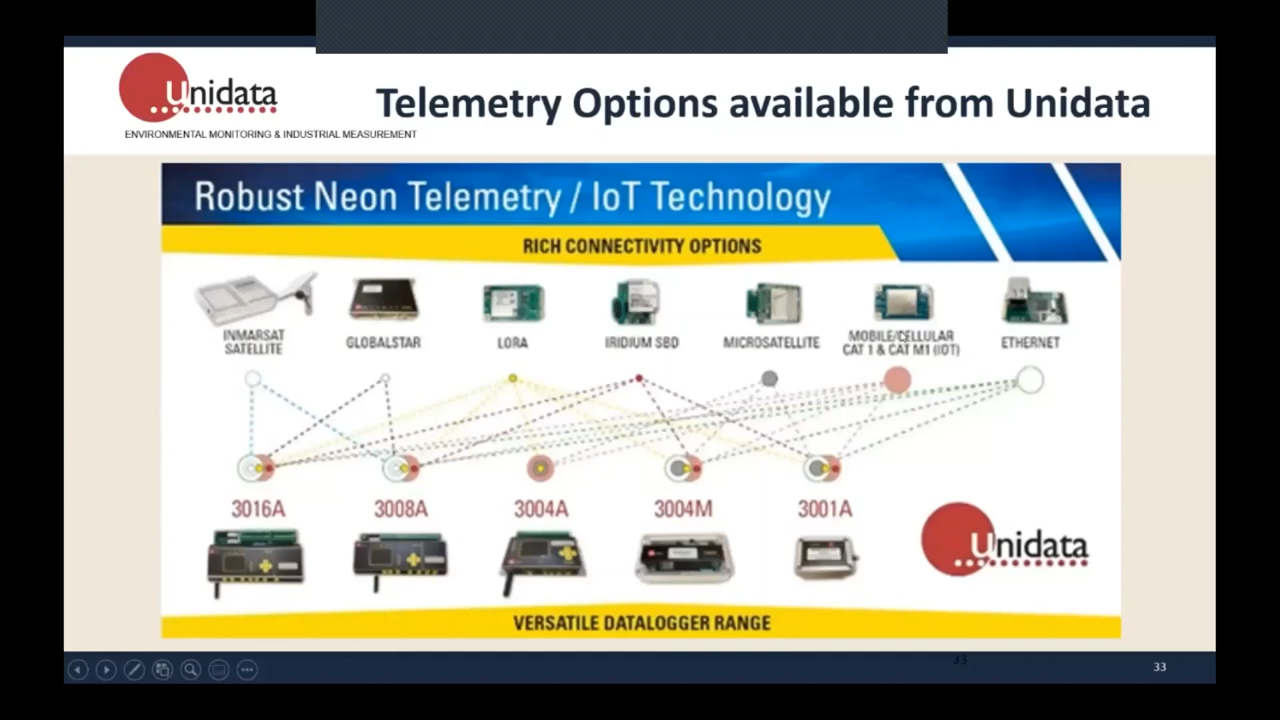 Unidata
ENVIRONMENTAL MONITORING & INDUSTRIAL MEASUREMENT
Telemetry Options available from Unidata
Robust Neon Telemetry / IoT Technology
RICH CONNECTIVITY OPTIONS
INMARSAT
SATELLITE
GLOBALSTAR
LORA
IRIDIUM SBD
MICROSATELLITE
MOBILE/CELLULAR
CAT 1 & CAT M1 (IOT)
ETHERNET
3016A
3008A
3004A
3004M
3001A
Unidata
VERSATILE DATALOGGER RANGE
33
33